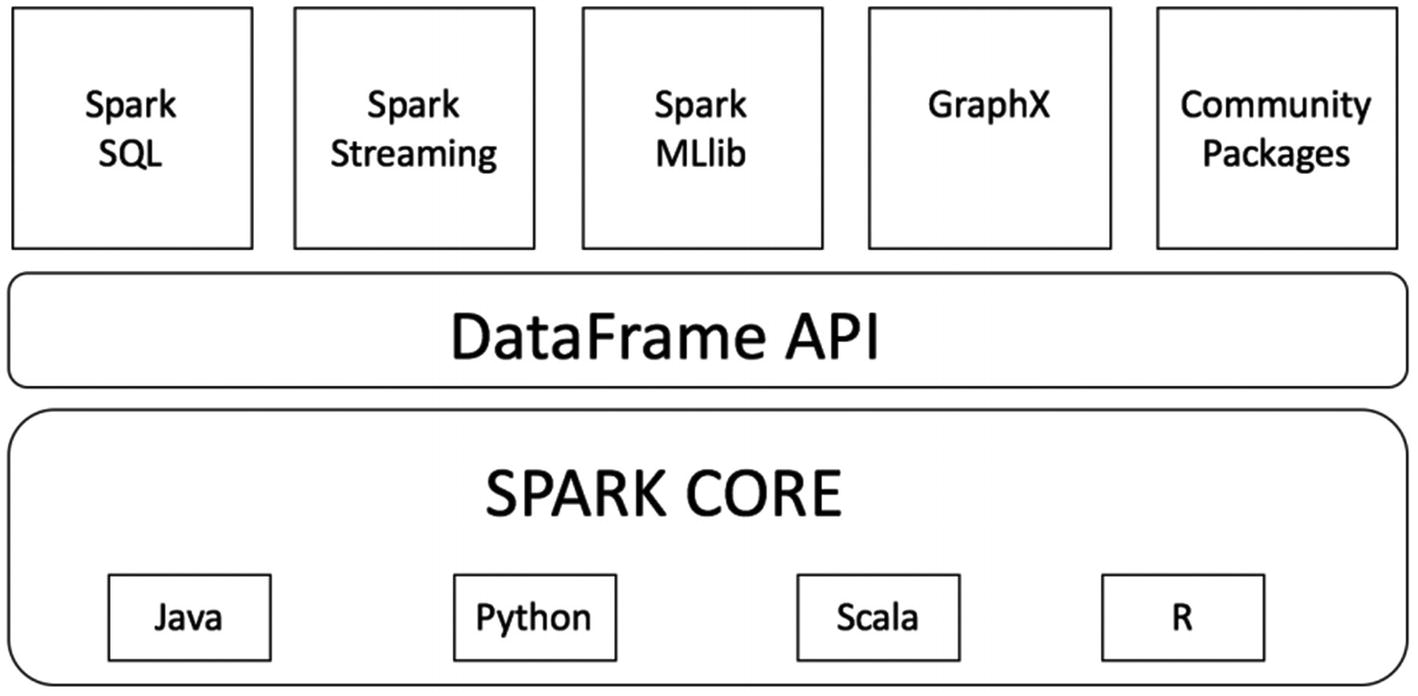 Spark
SQL
Spark
Streaming
Spark
MLlib
GraphX
Community
Packages
DataFrame API
SPARK CORE
Java
Python
Scala
R